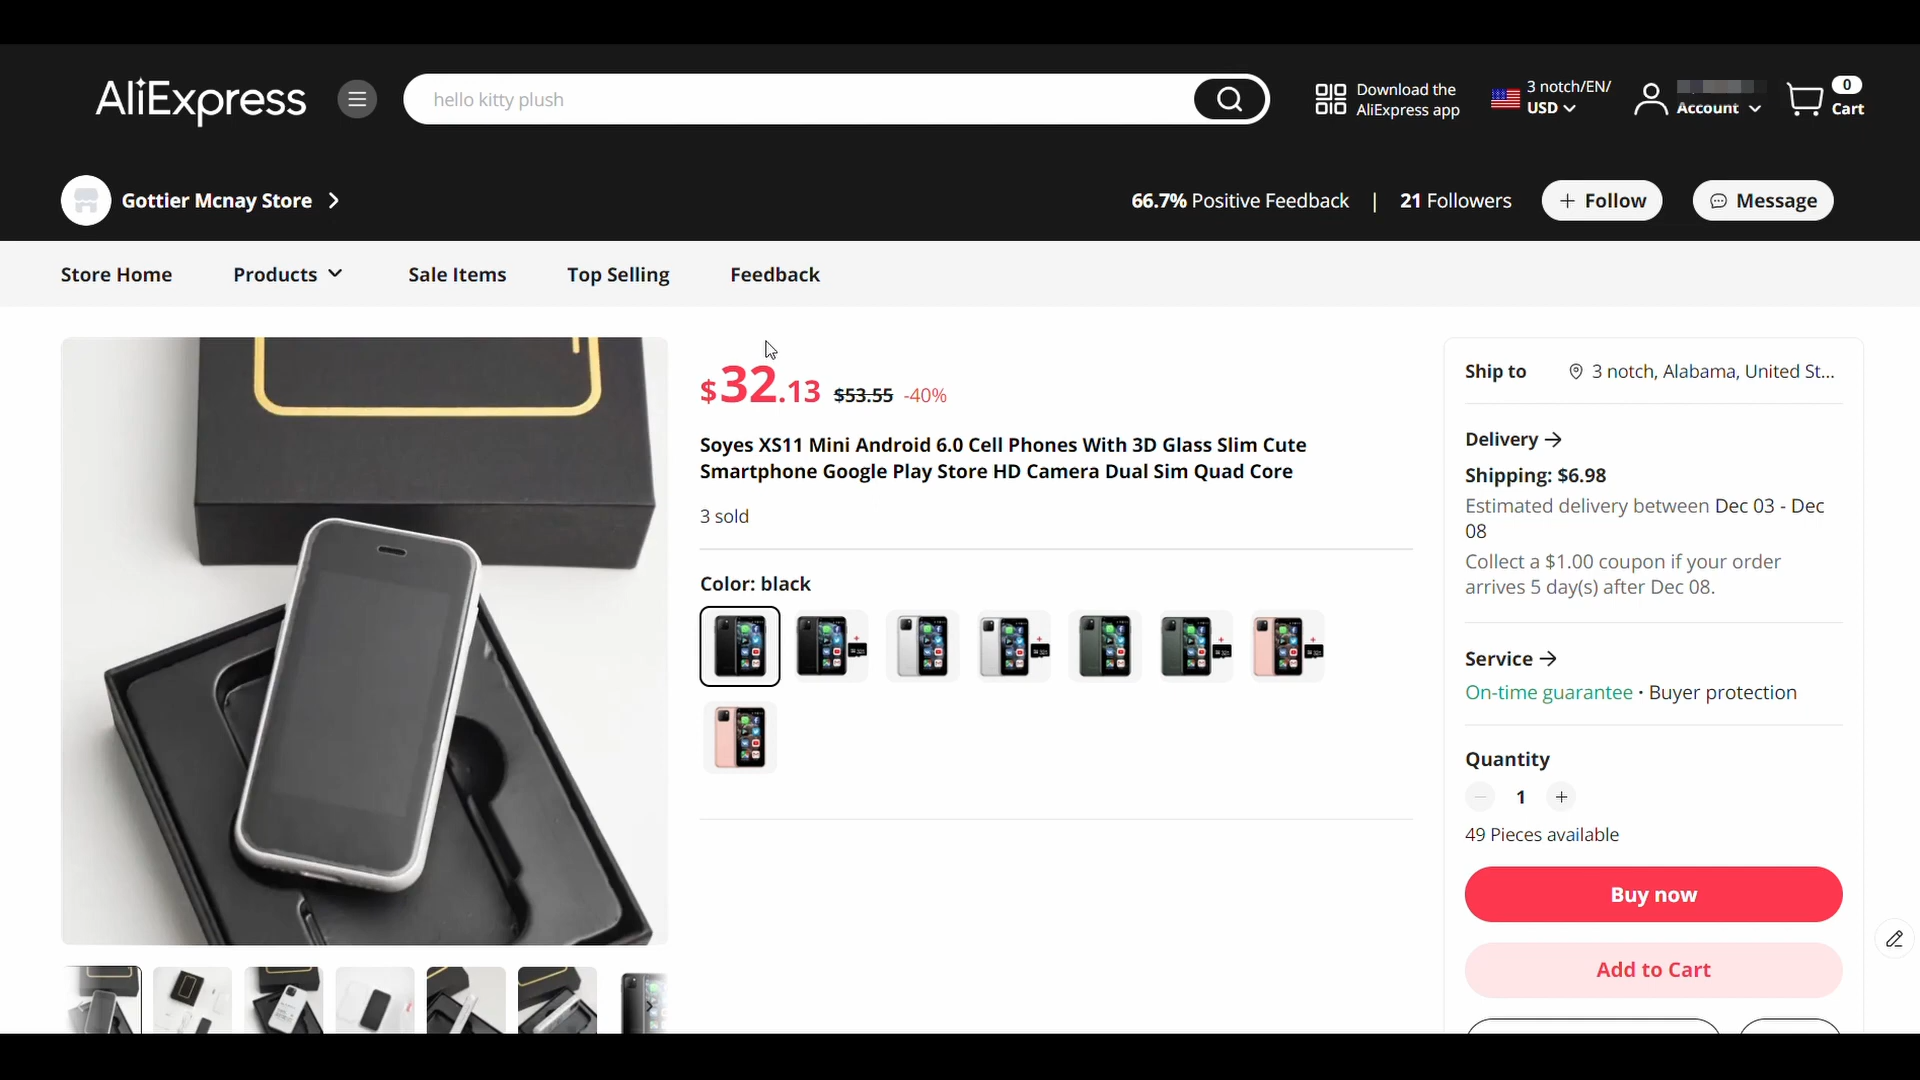 AliExpress
hello kitty plush
Download the
AliExpress app
3 notch/EN/
USD
Account
0
Cart
Gottier Mcnay Store
66.7% Positive Feedback | 21 Followers
+ Follow
Message
Store Home
Products
Sale Items
Top Selling
Feedback
$32.13 $53.55 -40%
Soyes XS11 Mini Android 6.0 Cell Phones With 3D Glass Slim Cute
Smartphone Google Play Store HD Camera Dual Sim Quad Core
3 sold
Color: black
Ship to
3 notch, Alabama, United St...
Delivery
Shipping: $6.98
Estimated delivery between Dec 03 - Dec
08
Collect a $1.00 coupon if your order
arrives 5 day(s) after Dec 08.
Service
On-time guarantee · Buyer protection
Quantity
1
49 Pieces available
Buy now
Add to Cart